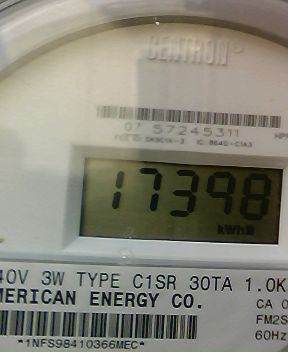 CENTRON®
07 57245311
17398
kWh
40V 3W TYPE C1SR 30TA 1.0K
MERICAN ENERGY CO.
CA 0
FM2S
60Hz
*1NFS98410366MEC*